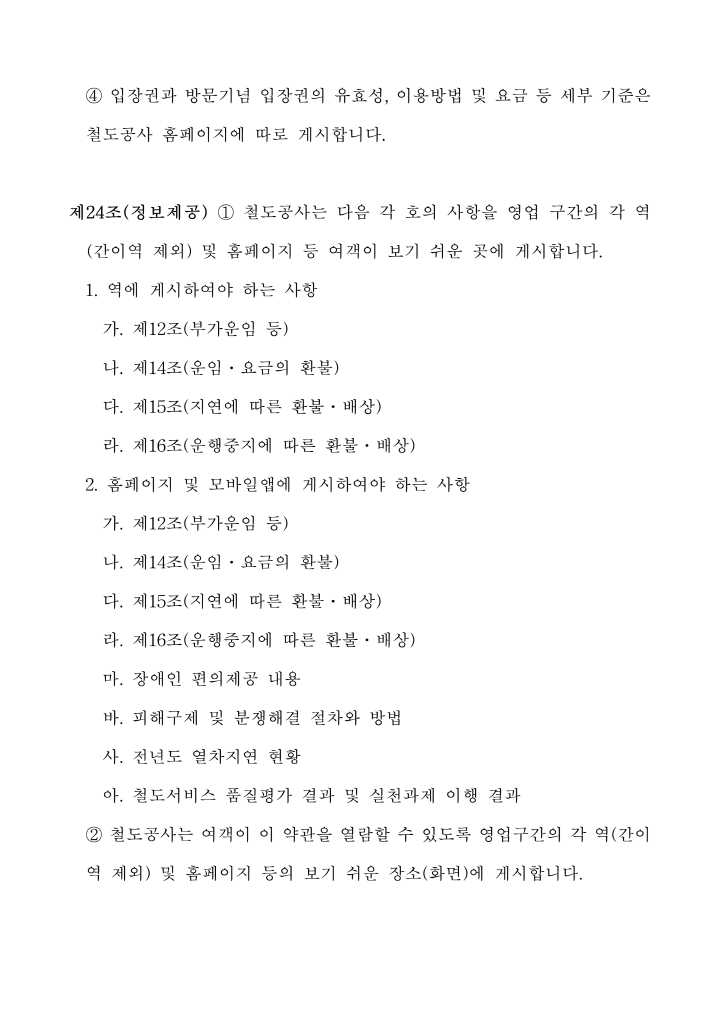 ④ 입장권과 방문기념 입장권의 유효성, 이용방법 및 요금 등 세부 기준은
철도공사 홈페이지에 따로 게시합니다.
제24조(정보제공) ① 철도공사는 다음 각 호의 사항을 영업 구간의 각 역
(간이역 제외) 및 홈페이지 등 여객이 보기 쉬운 곳에 게시합니다.
1. 역에 게시하여야 하는 사항
가. 제12조(부가운임 등)
나. 제14조(운임・요금의 환불)
다. 제15조(지연에 따른 환불・배상)
라. 제16조(운행중지에 따른 환불・배상)
2. 홈페이지 및 모바일앱에 게시하여야 하는 사항
가. 제12조(부가운임 등)
나. 제14조(운임・요금의 환불)
다. 제15조(지연에 따른 환불・배상)
라. 제16조(운행중지에 따른 환불・배상)
마. 장애인 편의제공 내용
바. 피해구제 및 분쟁해결 절차와 방법
사. 전년도 열차지연 현황
아. 철도서비스 품질평가 결과 및 실천과제 이행 결과
② 철도공사는 여객이 이 약관을 열람할 수 있도록 영업구간의 각 역(간이
역 제외) 및 홈페이지 등의 보기 쉬운 장소(화면)에 게시합니다.